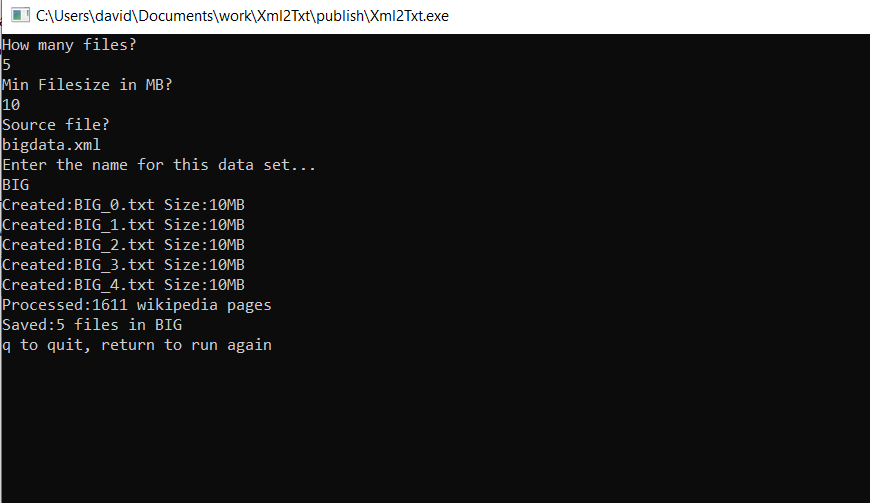 C:\Users\david\Documents\work\Xml2Txt\publish\Xml2Txt.exe
How many files?
5
Min Filesize in MB?
10
Source file?
bigdata.xml
Enter the name for this data set...
BIG
Created:BIG_0.txt Size:10MB
Created:BIG_1.txt Size:10MB
Created:BIG_2.txt Size:10MB
Created:BIG_3.txt Size:10MB
Created:BIG_4.txt Size:10MB
Processed:1611 wikipedia pages
Saved:5 files in BIG
q to quit, return to run again